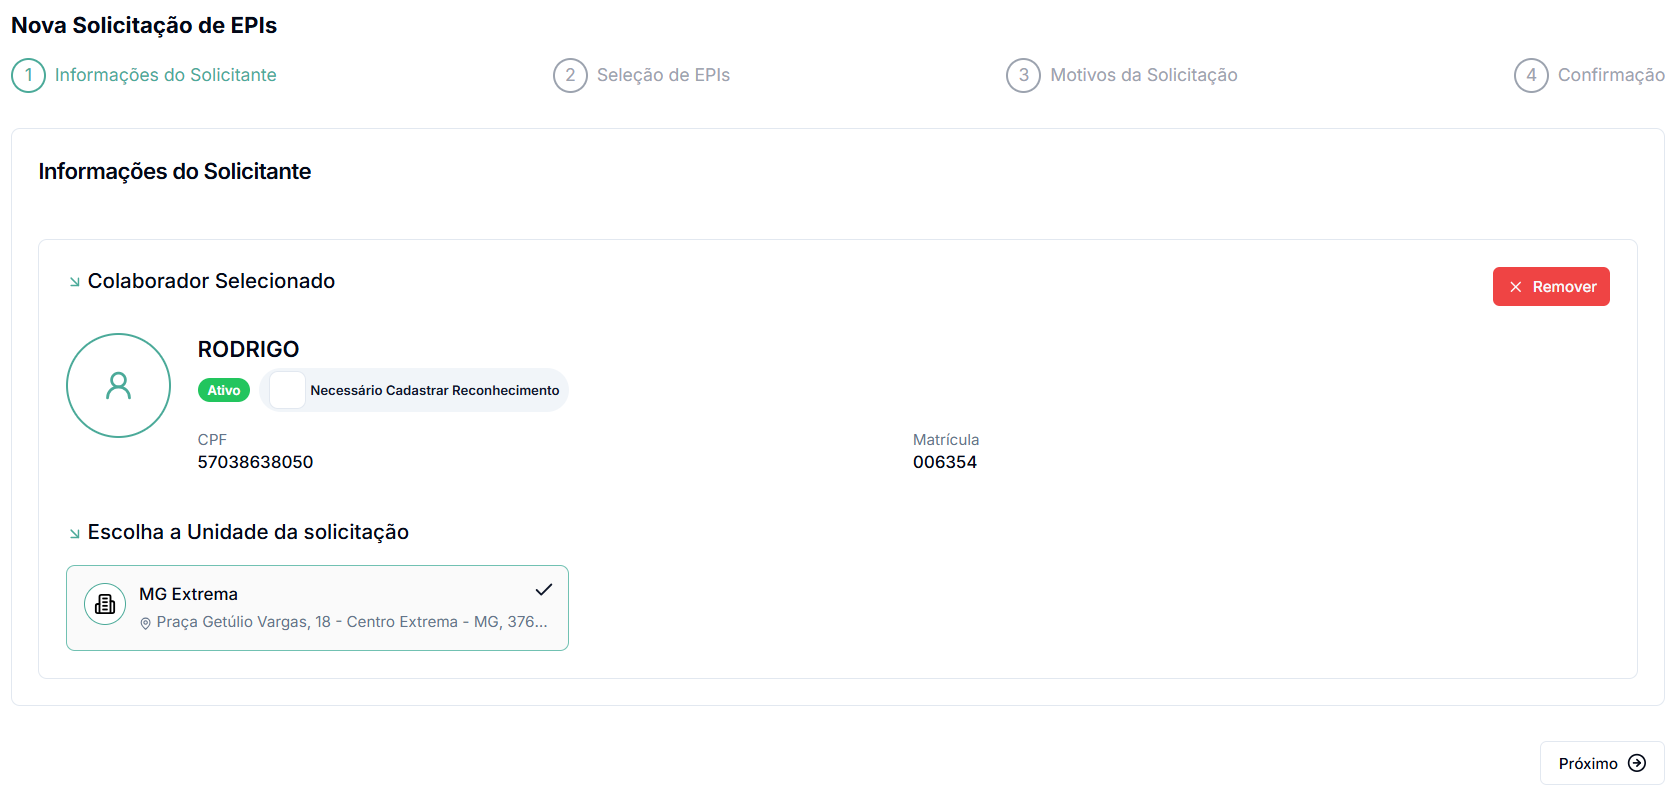 Nova Solicitação de EPIs
1 Informações do Solicitante
2 Seleção de EPIs
3 Motivos da Solicitação
4 Confirmação
Informações do Solicitante
Colaborador Selecionado
Remover
RODRIGO
Ativo
Necessário Cadastrar Reconhecimento
CPF
57038638050
Matrícula
006354
Escolha a Unidade da solicitação
MG Extrema
Praça Getúlio Vargas, 18 - Centro Extrema - MG, 376...
Próximo